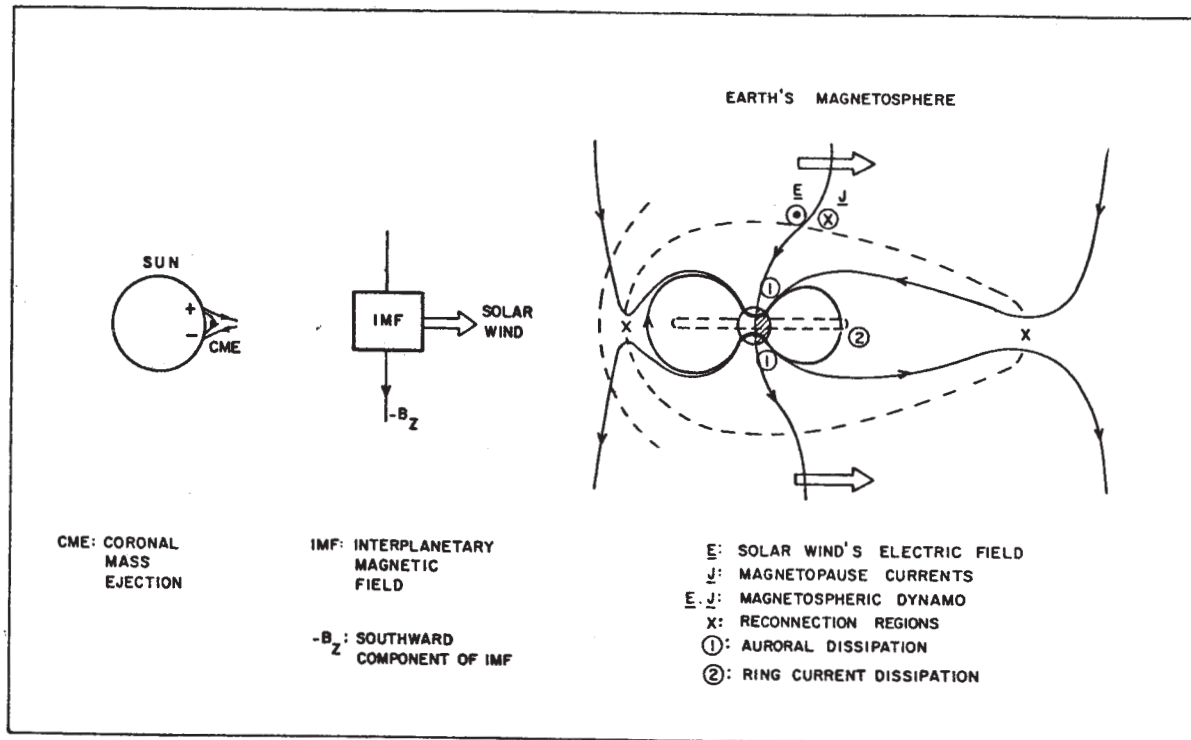 EARTH'S MAGNETOSPHERE
E
J
X
SUN
+
-
CME
IMF
SOLAR
WIND
-BZ
X
①
①
②
X
CME: CORONAL
MASS
EJECTION
IMF: INTERPLANETARY
MAGNETIC
FIELD
-BZ: SOUTHWARD
COMPONENT OF IMF
E: SOLAR WIND'S ELECTRIC FIELD
J: MAGNETOPAUSE CURRENTS
E.J: MAGNETOSPHERIC DYNAMO
X: RECONNECTION REGIONS
①: AURORAL DISSIPATION
②: RING CURRENT DISSIPATION